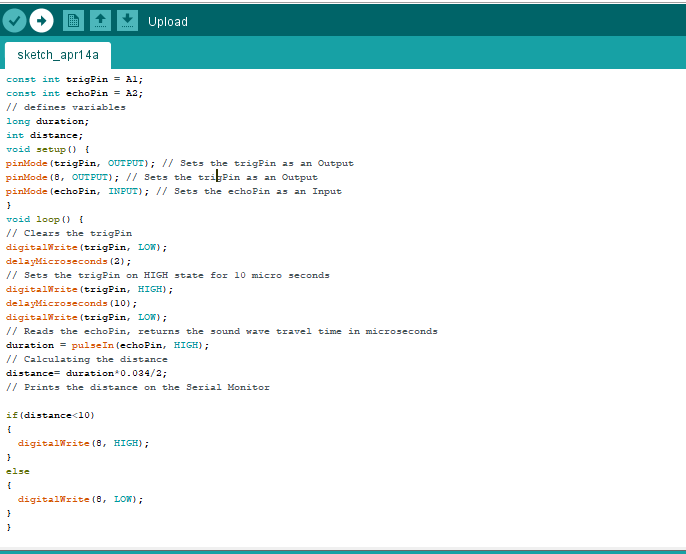 Upload
sketch_apr14a
const int trigPin = A1;
const int echoPin = A2;
// defines variables
long duration;
int distance;
void setup() {
pinMode(trigPin, OUTPUT); // Sets the trigPin as an Output
pinMode(8, OUTPUT); // Sets the trigPin as an Output
pinMode(echoPin, INPUT); // Sets the echoPin as an Input
}
void loop() {
// Clears the trigPin
digitalWrite(trigPin, LOW);
delayMicroseconds(2);
// Sets the trigPin on HIGH state for 10 micro seconds
digitalWrite(trigPin, HIGH);
delayMicroseconds(10);
digitalWrite(trigPin, LOW);
// Reads the echoPin, returns the sound wave travel time in microseconds
duration = pulseIn(echoPin, HIGH);
// Calculating the distance
distance= duration*0.034/2;
// Prints the distance on the Serial Monitor
if(distance<10)
{
digitalWrite(8, HIGH);
}
else
{
digitalWrite(8, LOW);
}
}